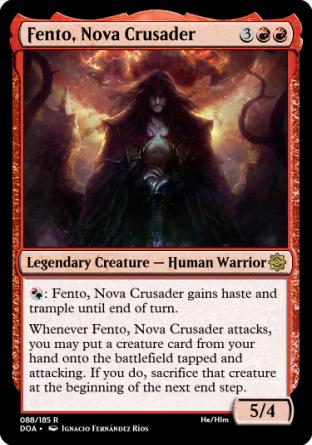 Fento, Nova Crusader 3
Legendary Creature — Human Warrior
: Fento, Nova Crusader gains haste and
trample until end of turn.
Whenever Fento, Nova Crusader attacks,
you may put a creature card from your
hand onto the battlefield tapped and
attacking. If you do, sacrifice that creature
at the beginning of the next end step.
5/4
088/185 R He/Him
DOA • Ignacio Fernández Ríos